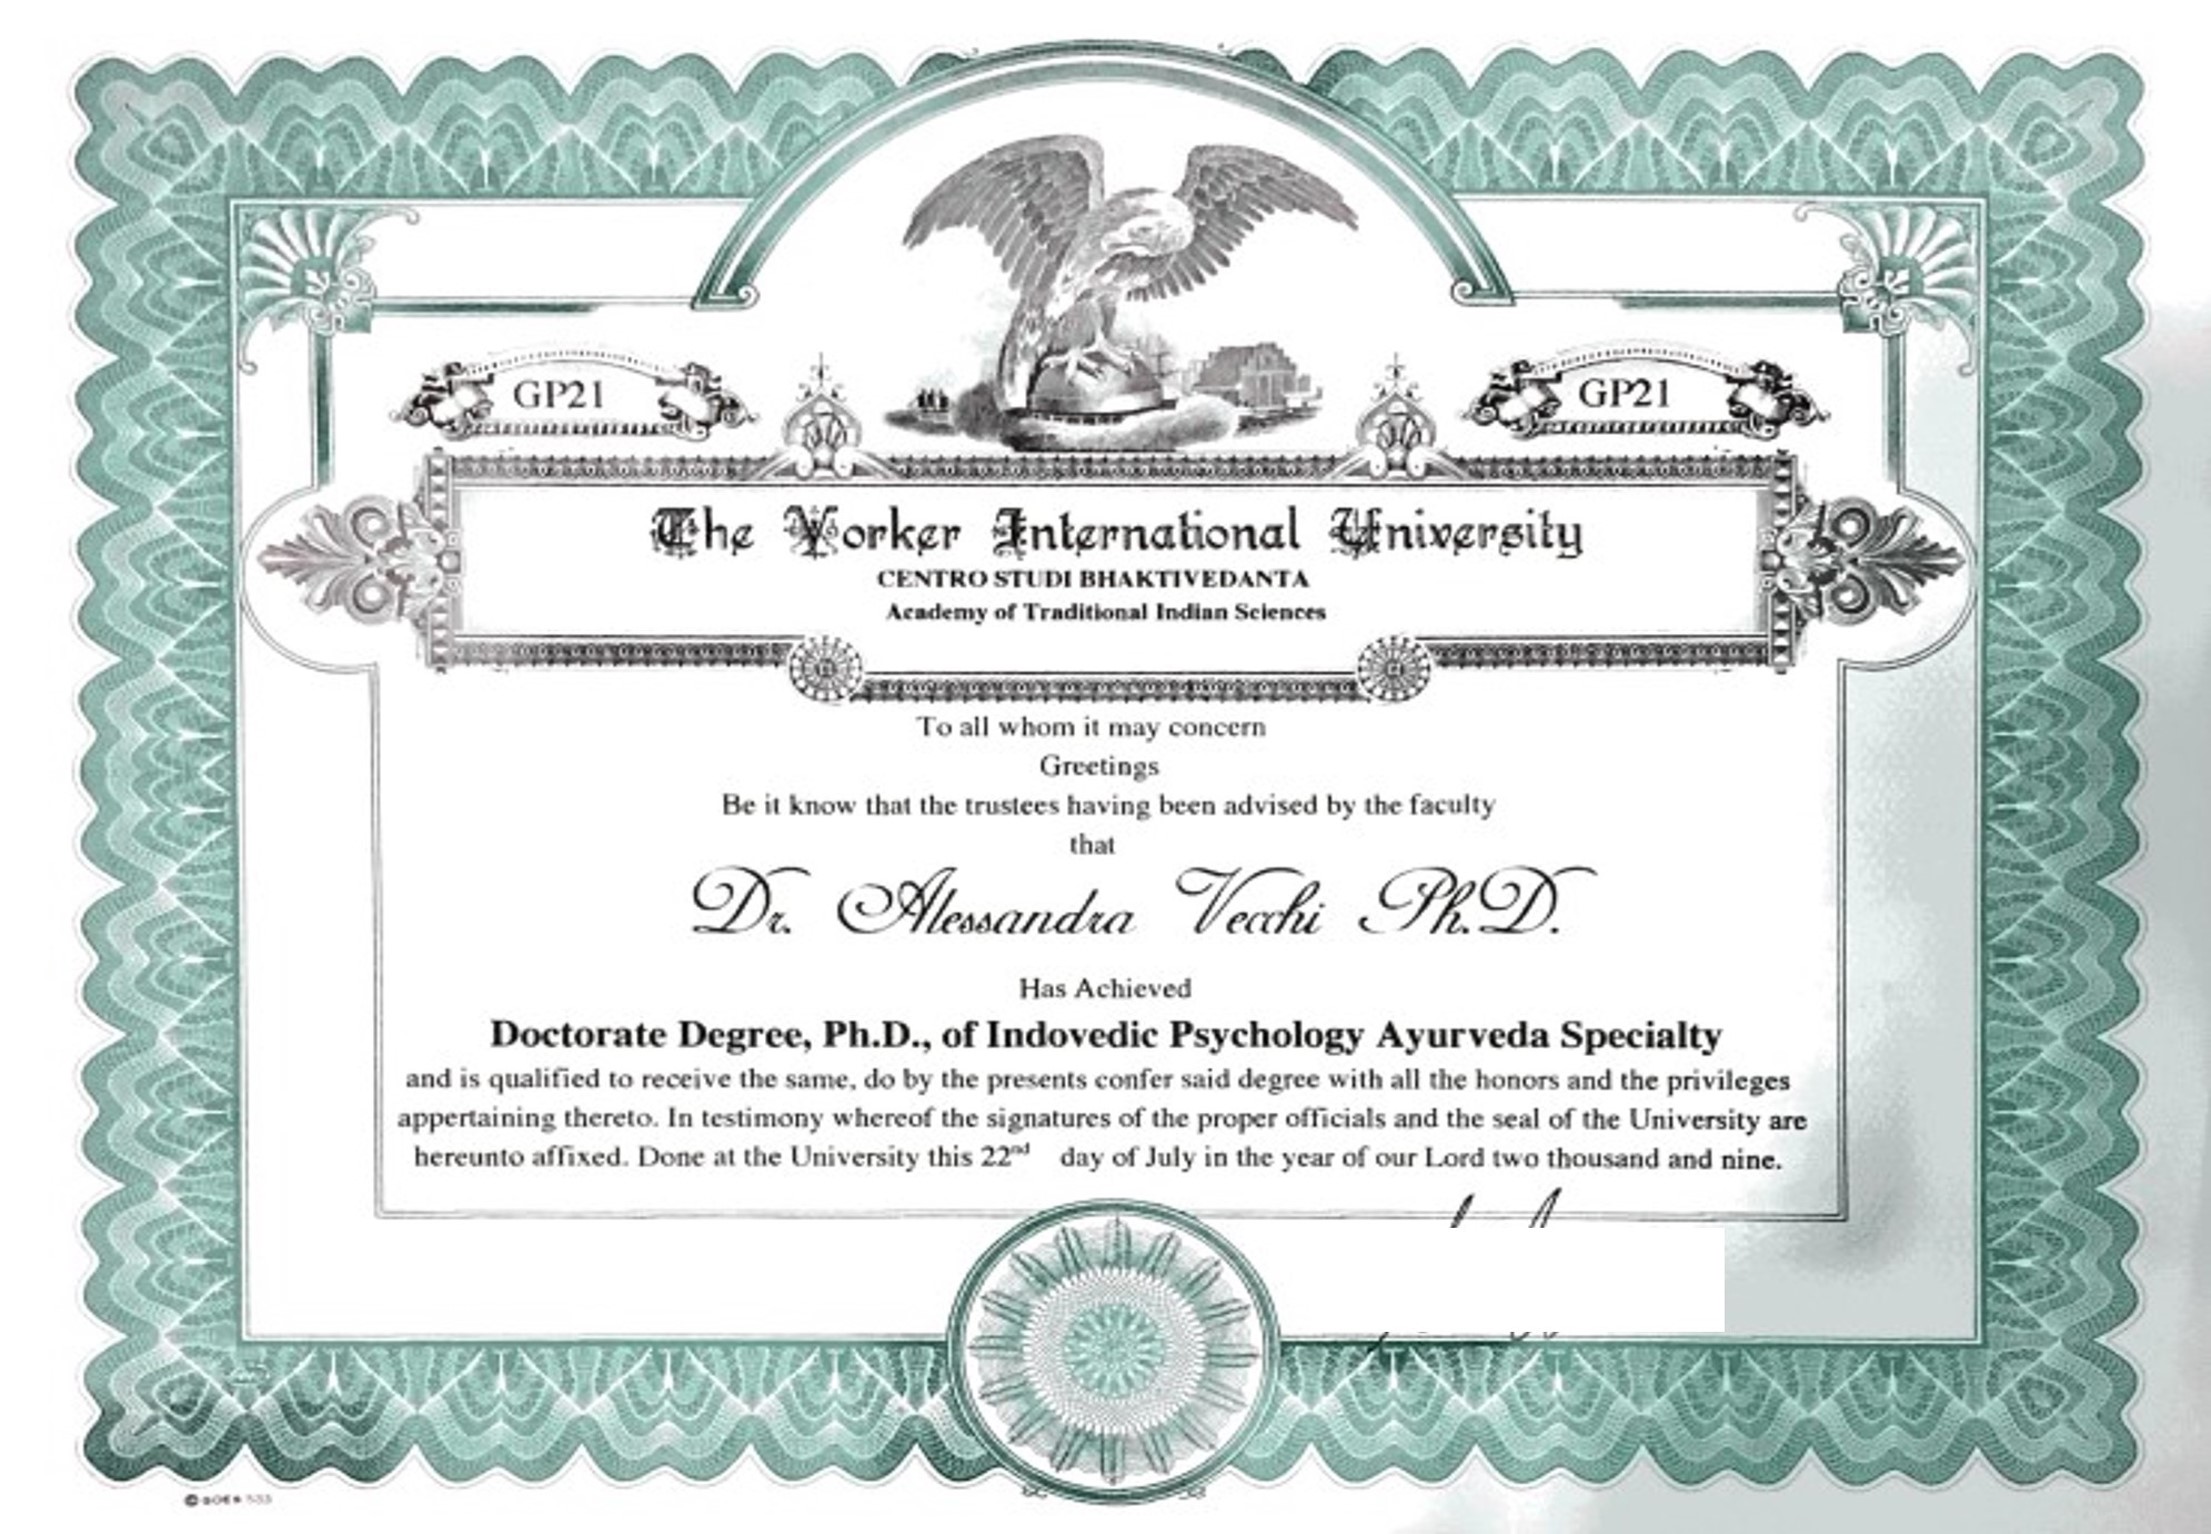 GP21
GP21
The Yorker International University
CENTRO STUDI BHAKTIVEDANTA
Academy of Traditional Indian Sciences
To all whom it may concern
Greetings
Be it know that the trustees having been advised by the faculty
that
Dr. Alessandra Vecchi Ph.D.
Has Achieved
Doctorate Degree, Ph.D., of Indovedic Psychology Ayurveda Specialty
and is qualified to receive the same, do by the presents confer said degree with all the honors and the privileges
appertaining thereto. In testimony whereof the signatures of the proper officials and the seal of the University are
hereunto affixed. Done at the University this 22nd day of July in the year of our Lord two thousand and nine.